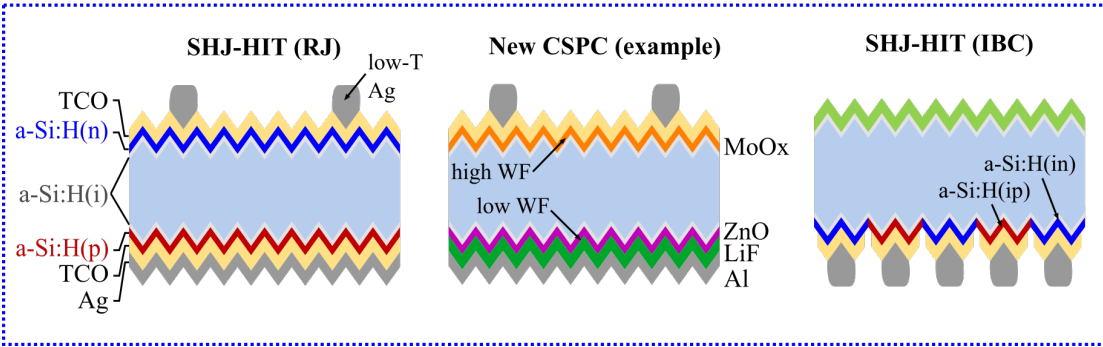 SHJ-HIT (RJ)
low-T
Ag
TCO
a-Si:H(n)
a-Si:H(i)
a-Si:H(p)
TCO
Ag
New CSPC (example)
MoOx
high WF
low WF
ZnO
LiF
Al
SHJ-HIT (IBC)
a-Si:H(in)
a-Si:H(ip)